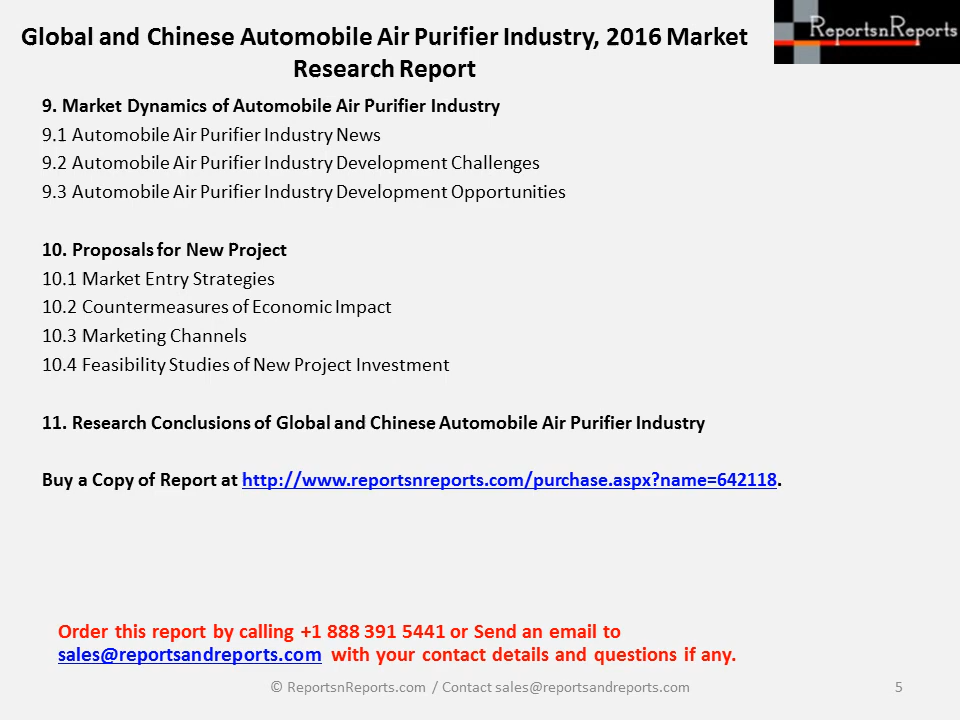 Global and Chinese Automobile Air Purifier Industry, 2016 Market
Research Report
ReportsnReports
9. Market Dynamics of Automobile Air Purifier Industry
9.1 Automobile Air Purifier Industry News
9.2 Automobile Air Purifier Industry Development Challenges
9.3 Automobile Air Purifier Industry Development Opportunities
10. Proposals for New Project
10.1 Market Entry Strategies
10.2 Countermeasures of Economic Impact
10.3 Marketing Channels
10.4 Feasibility Studies of New Project Investment
11. Research Conclusions of Global and Chinese Automobile Air Purifier Industry
Buy a Copy of Report at http://www.reportsnreports.com/purchase.aspx?name=642118.
Order this report by calling +1 888 391 5441 or Send an email to
sales@reportsandreports.com with your contact details and questions if any.
© ReportsnReports.com / Contact sales@reportsandreports.com
5